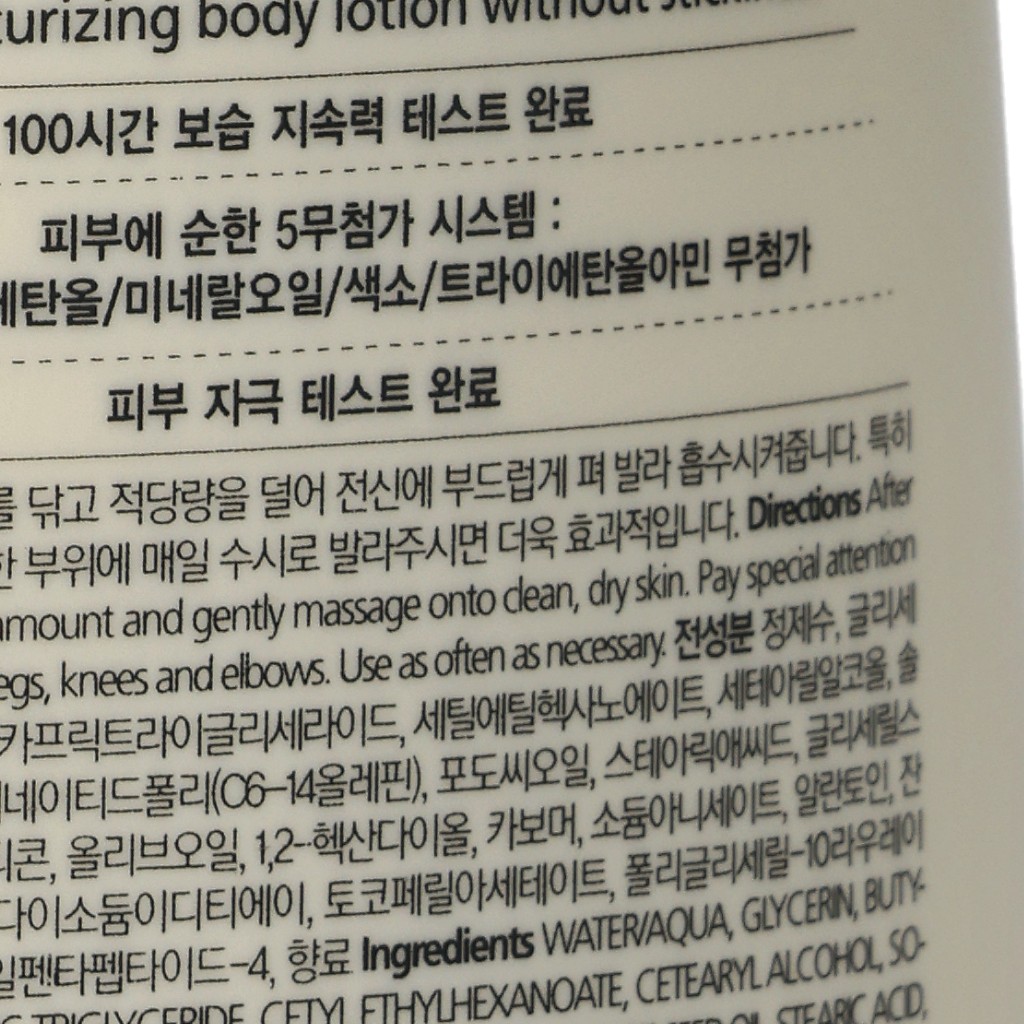 urizing body lotion without
100시간 보습 지속력 테스트 완료
피부에 순한 5무첨가 시스템 :
에탄올/미네랄오일/색소/트라이에탄올아민 무첨가
피부 자극 테스트 완료
를 닦고 적당량을 덜어 전신에 부드럽게 펴 발라 흡수시켜줍니다. 특히
한 부위에 매일 수시로 발라주시면 더욱 효과적입니다. Directions After
amount and gently massage onto clean, dry skin. Pay special attention
egs, knees and elbows. Use as often as necessary. 전성분 정제수, 글리세
카프릭트라이글리세라이드, 세틸에틸헥사노에이트, 세테아릴알코올, 솔
네이티드폴리(C6-14올레핀), 포도씨오일, 스테아릭애씨드, 글리세릴스
티콘, 올리브오일, 1,2-헥산다이올, 카보머, 소듐아니세이트, 알란토인, 잔
다이소듐이디티에이, 토코페릴아세테이트, 폴리글리세릴-10라우레이
일펜타펩타이드-4, 향료 Ingredients WATER/AQUA, GLYCERIN, BUTY-
C TRIGLYCERIDE, CETYL ETHYLHEXANOATE, CETEARYL ALCOHOL, SO-
OIL, STEARIC ACID,